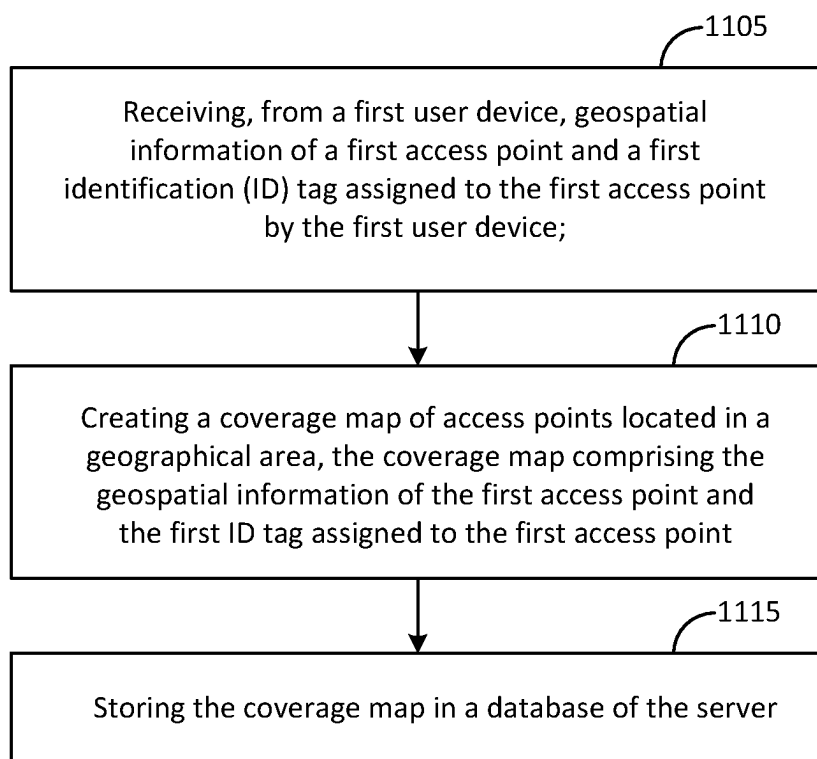 1105
Receiving, from a first user device, geospatial
information of a first access point and a first
identification (ID) tag assigned to the first access point
by the first user device;
1110
Creating a coverage map of access points located in a
geographical area, the coverage map comprising the
geospatial information of the first access point and
the first ID tag assigned to the first access point
1115
Storing the coverage map in a database of the server